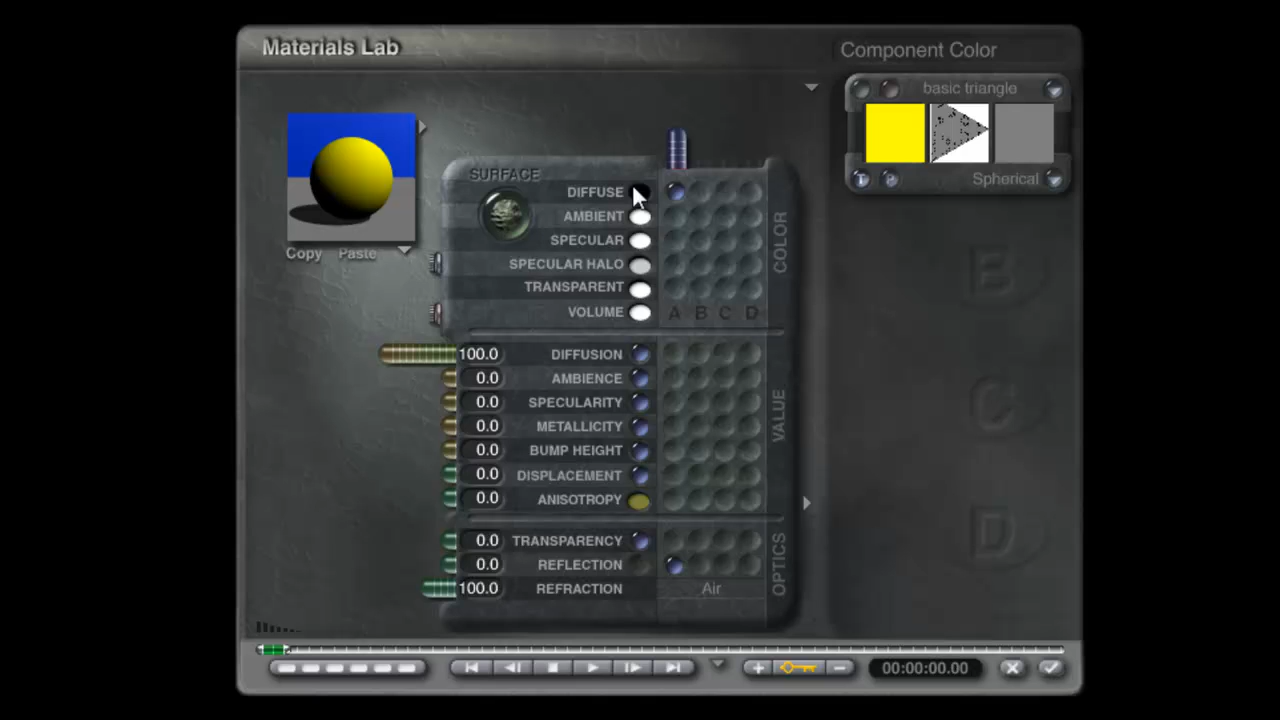 Materials Lab
Component Color
basic triangle
T P Spherical
SURFACE
DIFFUSE
AMBIENT
SPECULAR
SPECULAR HALO
TRANSPARENT
VOLUME
A B C D
COLOR
Copy Paste
100.0 DIFFUSION
0.0 AMBIENCE
0.0 SPECULARITY
0.0 METALLICITY
0.0 BUMP HEIGHT
0.0 DISPLACEMENT
0.0 ANISOTROPY
VALUE
0.0 TRANSPARENCY
0.0 REFLECTION
100.0 REFRACTION Air
OPTICS
B
C
D
00:00:00.00